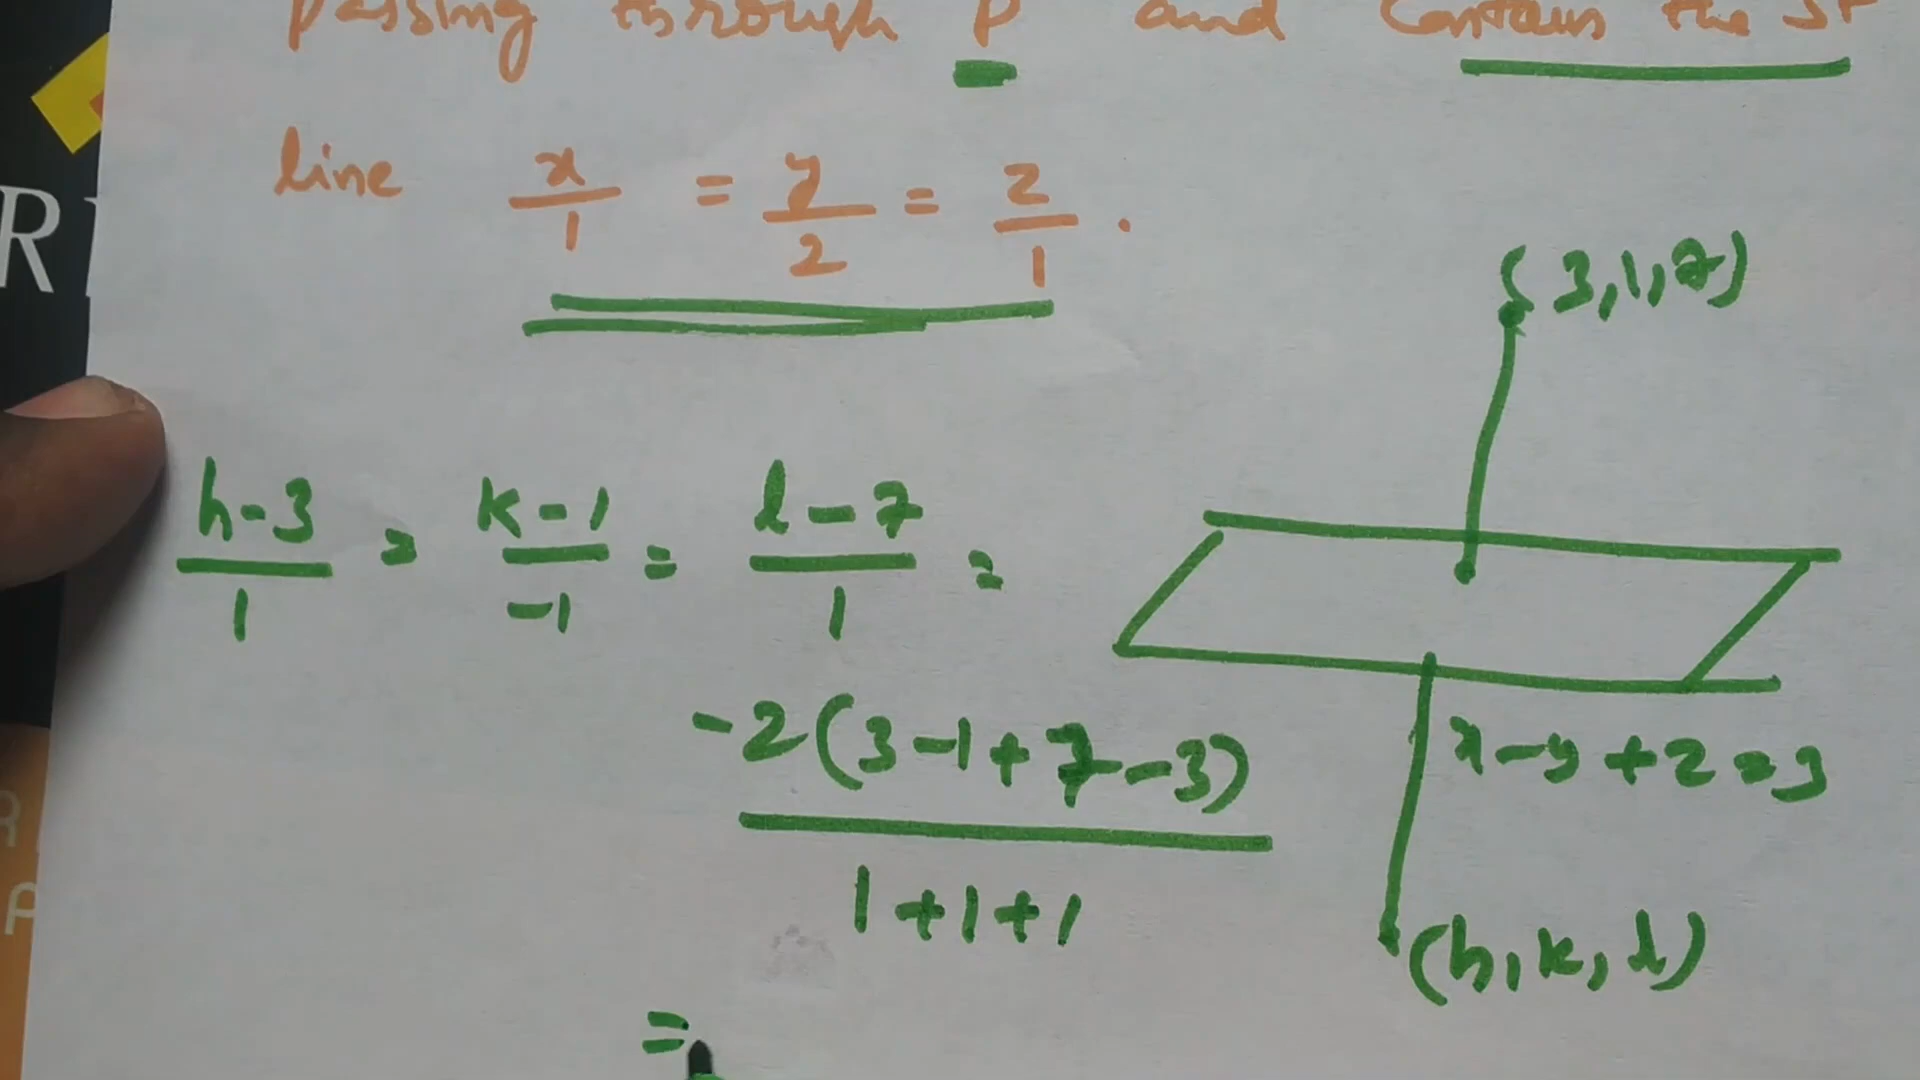 passing through P and contains the St
line x/1 = y/2 = z/1 .
(3,1,7)
h-3/1 = k-1/-1 = l-7/1 =
-2(3-1+7-3)/1+1+1
x-y+z=3
(h,k,l)
=